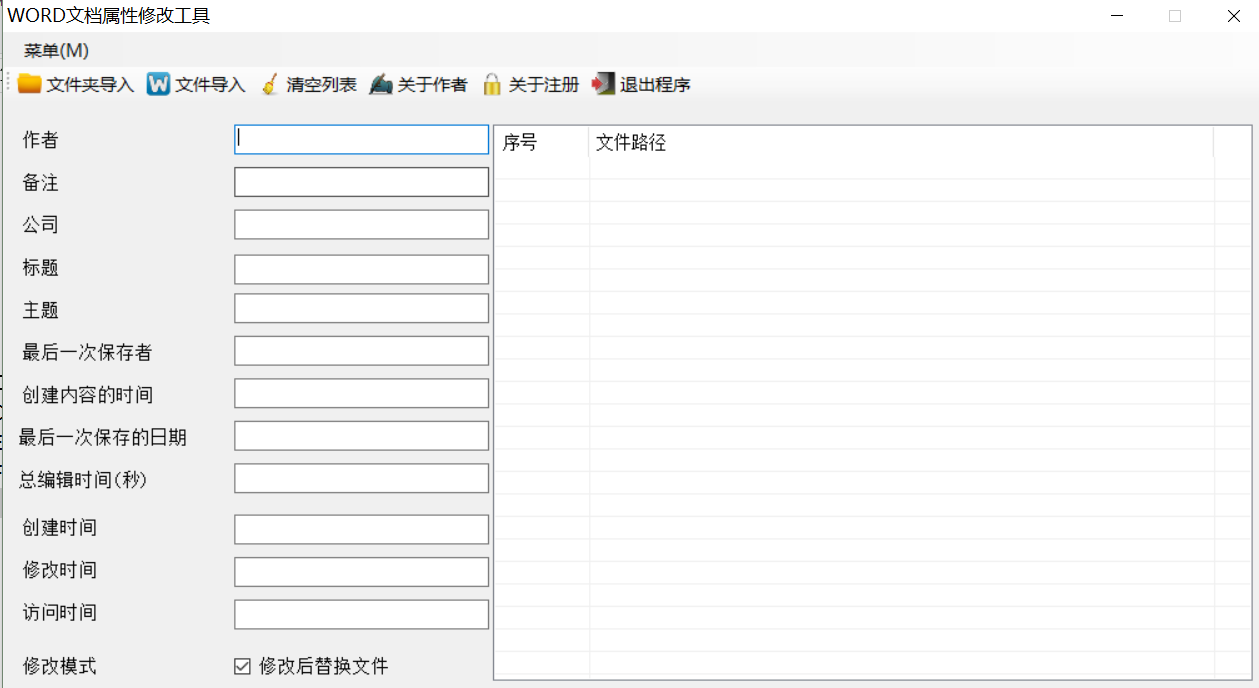 WORD文档属性修改工具
菜单(M)
文件夹导入 文件导入 清空列表 关于作者 关于注册 退出程序
作者
序号 文件路径
备注
公司
标题
主题
最后一次保存者
创建内容的时间
最后一次保存的日期
总编辑时间(秒)
创建时间
修改时间
访问时间
修改模式 修改后替换文件